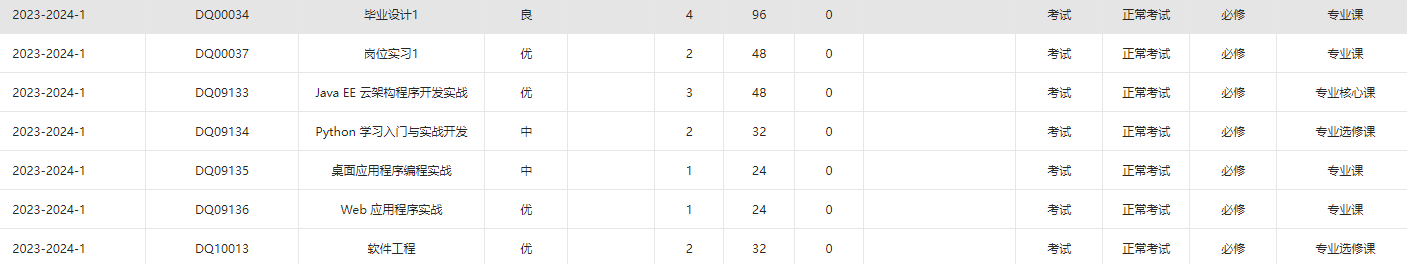 2023-2024-1 DQ00034 毕业设计1 良 4 96 0 考试 正常考试 必修 专业课
2023-2024-1 DQ00037 岗位实习1 优 2 48 0 考试 正常考试 必修 专业课
2023-2024-1 DQ09133 Java EE 云架构程序开发实战 优 3 48 0 考试 正常考试 必修 专业核心课
2023-2024-1 DQ09134 Python 学习入门与实战开发 中 2 32 0 考试 正常考试 必修 专业选修课
2023-2024-1 DQ09135 桌面应用程序编程实战 中 1 24 0 考试 正常考试 必修 专业课
2023-2024-1 DQ09136 Web 应用程序实战 优 1 24 0 考试 正常考试 必修 专业课
2023-2024-1 DQ10013 软件工程 优 2 32 0 考试 正常考试 必修 专业选修课